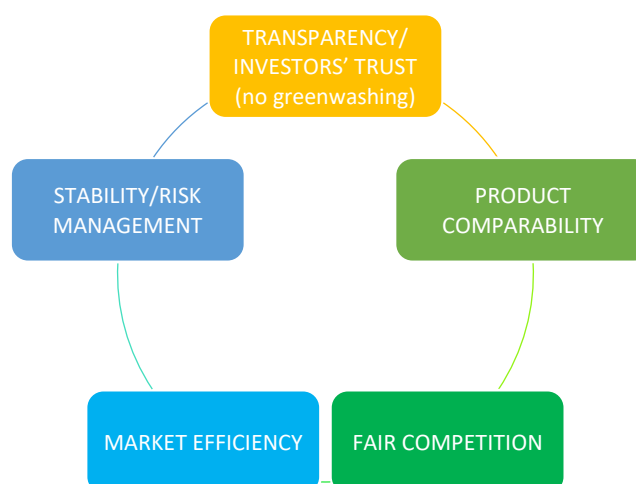 TRANSPARENCY/
INVESTORS’ TRUST
(no greenwashing)
STABILITY/RISK
MANAGEMENT
PRODUCT
COMPARABILITY
MARKET EFFICIENCY
FAIR COMPETITION